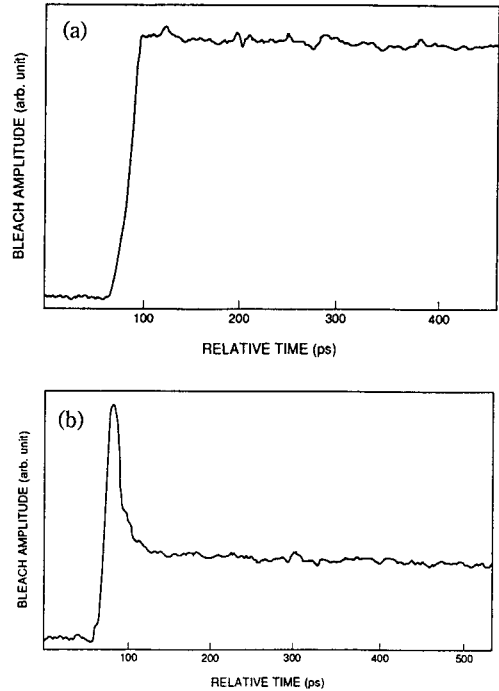 (a)
BLEACH AMPLITUDE (arb. unit)
100 200 300 400
RELATIVE TIME (ps)
(b)
BLEACH AMPLITUDE (arb. unit)
100 200 300 400 500
RELATIVE TIME (ps)